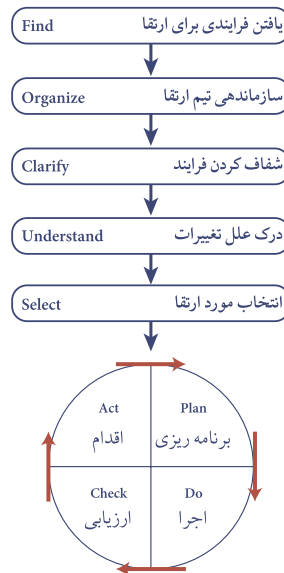 Find یافتن فرایندی برای ارتقا
Organize سازماندهی تیم ارتقا
Clarify شفاف کردن فرایند
Understand درک علل تغییرات
Select انتخاب مورد ارتقا
Act Plan
اقدام برنامه ریزی
Check Do
ارزیابی اجرا